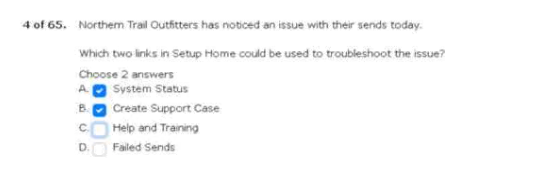 4 of 65. Northern Trail Outfitters has noticed an issue with their sends today.
Which two links in Setup Home could be used to troubleshoot the issue?
Choose 2 answers
A. System Status
B. Create Support Case
C. Help and Training
D. Failed Sends